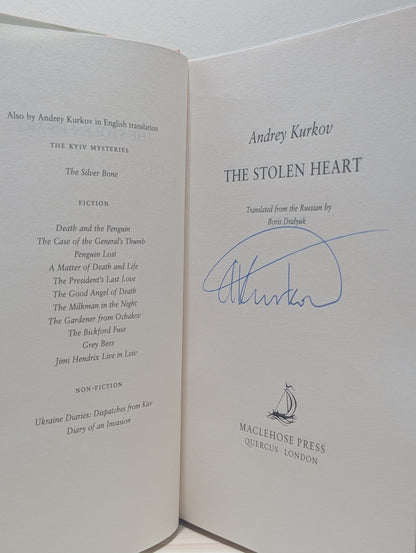 Also by Andrey Kurkov in English translation
THE KYIV MYSTERIES
The Silver Bone
FICTION
Death and the Penguin
The Case of the General's Thumb
Penguin Lost
A Matter of Death and Life
The President's Last Love
The Good Angel of Death
The Milkman in the Night
The Gardener from Ochakov
The Bickford Fuse
Grey Bees
Jimi Hendrix Live in Lviv
NON-FICTION
Ukraine Diaries: Dispatches from Kiev
Diary of an Invasion
Andrey Kurkov
THE STOLEN HEART
Translated from the Russian by
Boris Dralyuk
AKurkov
MACLEHOSE PRESS
QUERCUS LONDON